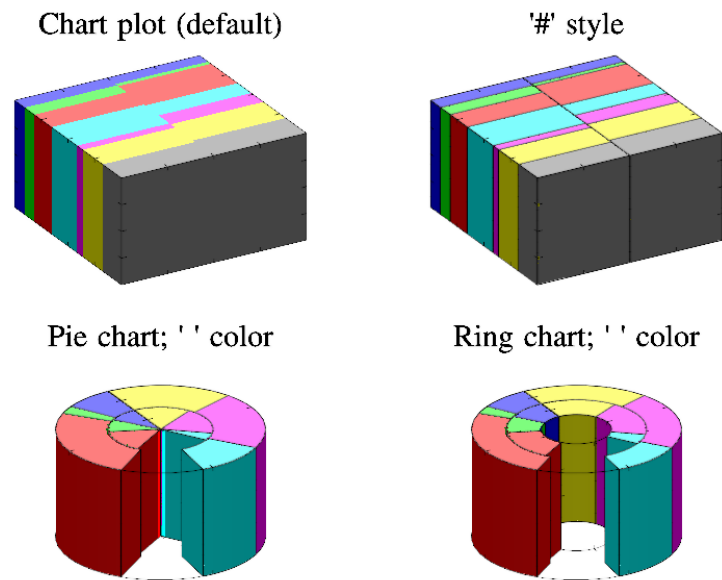 Chart plot (default)
'#' style
Pie chart; ' ' color
Ring chart; ' ' color